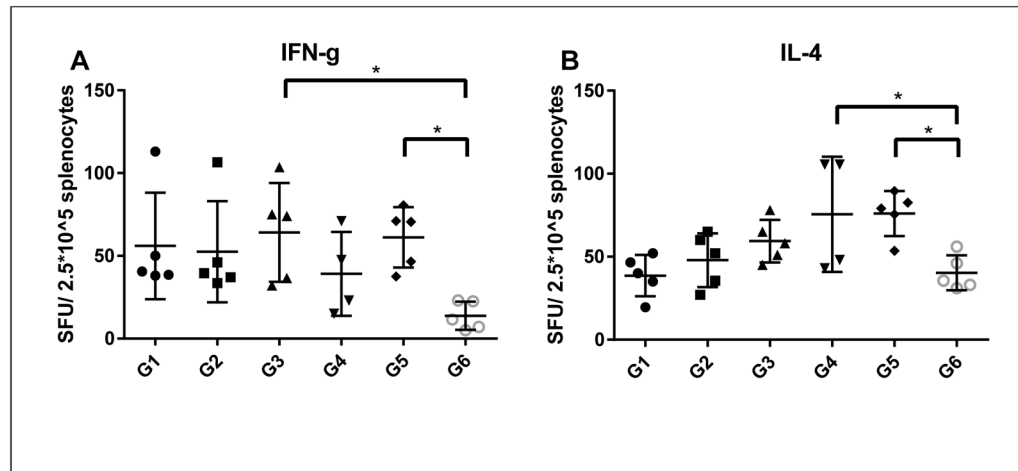 A
IFN-g
SFU/ 2.5*10^5 splenocytes
150
100
50
0
*
*
G1
G2
G3
G4
G5
G6
B
IL-4
SFU/ 2.5*10^5 splenocytes
150
100
50
0
*
*
G1
G2
G3
G4
G5
G6